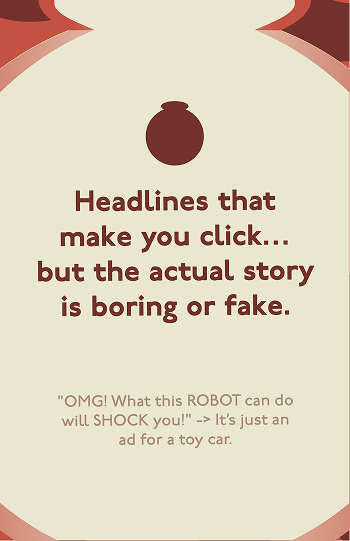 Headlines that
make you click...
but the actual story
is boring or fake.
"OMG! What this ROBOT can do
will SHOCK you!" -> It's just an
ad for a toy car.